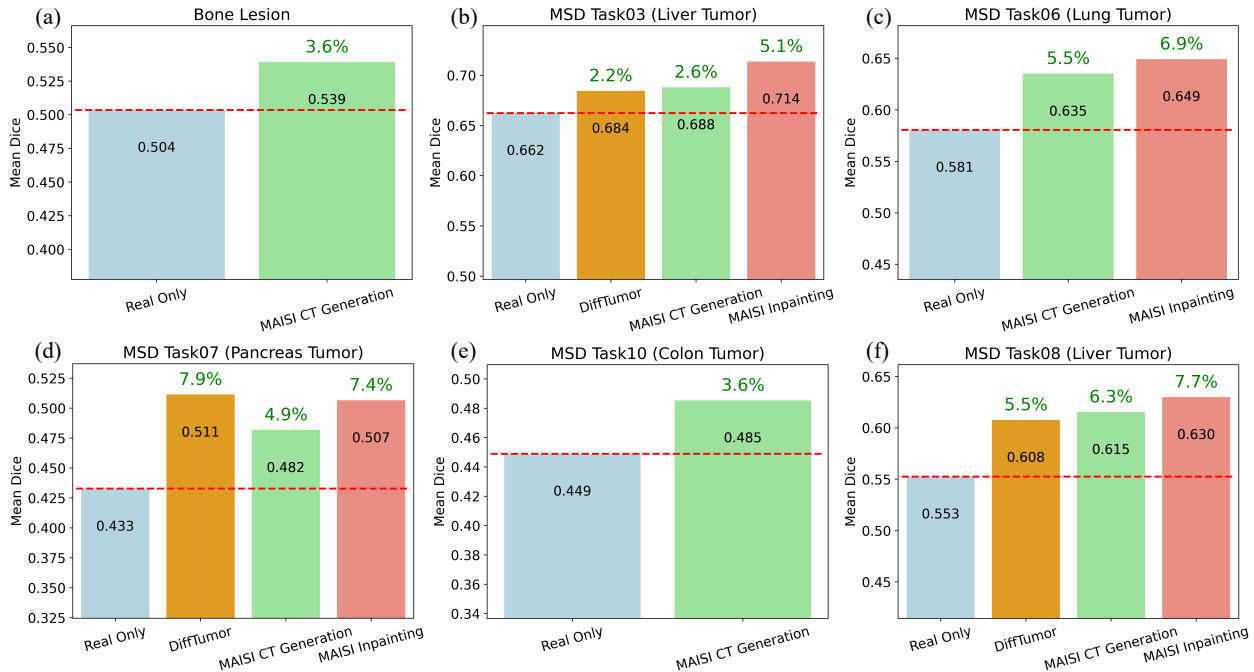 (a)
Bone Lesion
Mean Dice
0.550
0.525
0.500
0.475
0.450
0.425
0.400
3.6%
0.539
0.504
Real Only
MAISI CT Generation
(b)
MSD Task03 (Liver Tumor)
Mean Dice
0.70
0.65
0.60
0.55
0.50
5.1%
2.2%
2.6%
0.714
0.684
0.688
0.662
Real Only
DiffTumor
MAISI CT Generation
MAISI Inpainting
(c)
MSD Task06 (Lung Tumor)
Mean Dice
0.65
0.60
0.55
0.50
0.45
5.5%
6.9%
0.635
0.649
0.581
Real Only
MAISI CT Generation
MAISI Inpainting
(d)
MSD Task07 (Pancreas Tumor)
Mean Dice
0.525
0.500
0.475
0.450
0.425
0.400
0.375
0.350
0.325
7.9%
4.9%
7.4%
0.511
0.482
0.507
0.433
Real Only
DiffTumor
MAISI CT Generation
MAISI Inpainting
(e)
MSD Task10 (Colon Tumor)
Mean Dice
0.50
0.48
0.46
0.44
0.42
0.40
0.38
0.36
0.34
3.6%
0.485
0.449
Real Only
MAISI CT Generation
(f)
MSD Task08 (Liver Tumor)
Mean Dice
0.65
0.60
0.55
0.50
0.45
5.5%
6.3%
7.7%
0.608
0.615
0.630
0.553
Real Only
DiffTumor
MAISI CT Generation
MAISI Inpainting